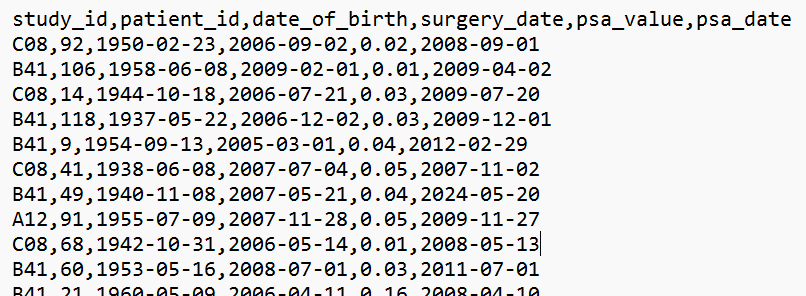 study_id,patient_id,date_of_birth,surgery_date,psa_value,psa_date
C08,92,1950-02-23,2006-09-02,0.02,2008-09-01
B41,106,1958-06-08,2009-02-01,0.01,2009-04-02
C08,14,1944-10-18,2006-07-21,0.03,2009-07-20
B41,118,1937-05-22,2006-12-02,0.03,2009-12-01
B41,9,1954-09-13,2005-03-01,0.04,2012-02-29
C08,41,1938-06-08,2007-07-04,0.05,2007-11-02
B41,49,1940-11-08,2007-05-21,0.04,2024-05-20
A12,91,1955-07-09,2007-11-28,0.05,2009-11-27
C08,68,1942-10-31,2006-05-14,0.01,2008-05-13
B41,60,1953-05-16,2008-07-01,0.03,2011-07-01
B41,21,1960-05-09,2006-04-11,0.16,2008-04-10